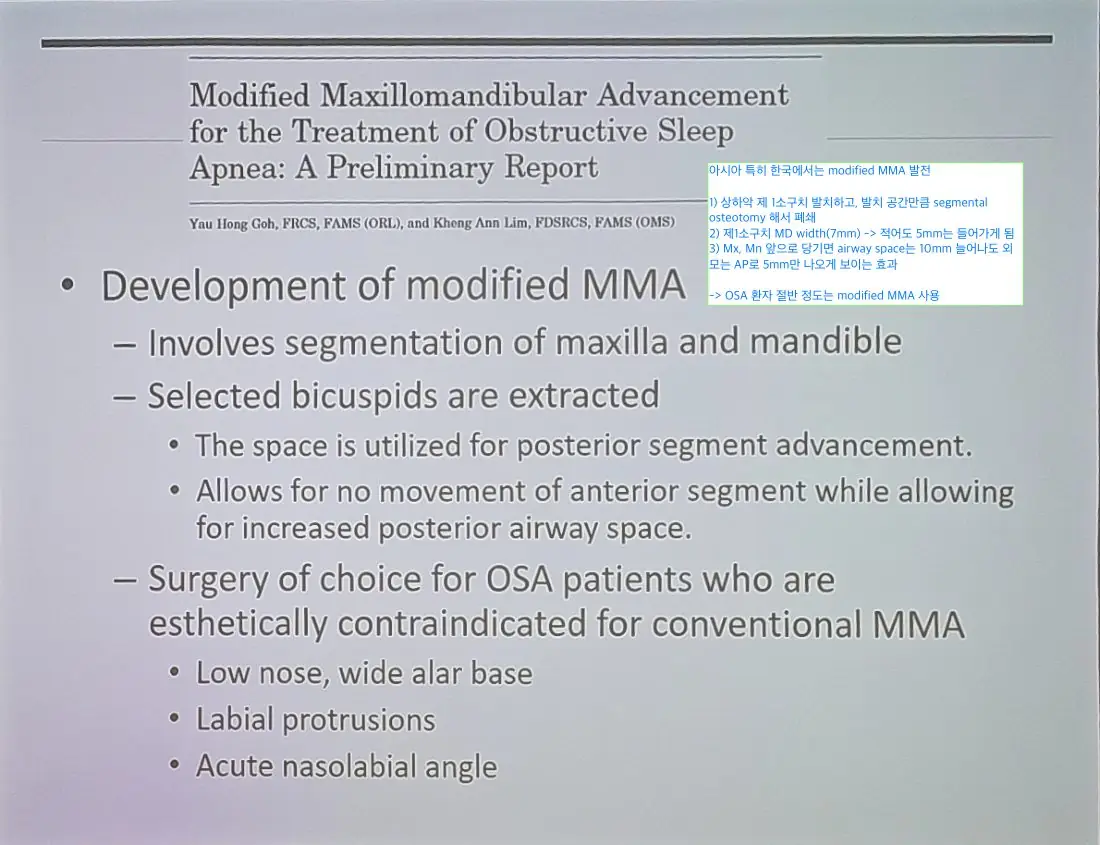 Modified Maxillomandibular Advancement
for the Treatment of Obstructive Sleep
Apnea: A Preliminary Report
Yau Hong Goh, FRCS, FAMS (ORL), and Kheng Ann Lim, FDSRCS, FAMS (OMS)
아시아 특히 한국에서는 modified MMA 발전
1) 상하악 제 1소구치 발치하고, 발치 공간만큼 segmental
osteotomy 해서 폐쇄
2) 제1소구치 MD width(7mm) -> 적어도 5mm는 들어가게 됨
3) Mx, Mn 앞으로 당기면 airway space는 10mm 늘어나도 외
모는 AP로 5mm만 나오게 보이는 효과
-> OSA 환자 절반 정도는 modified MMA 사용
• Development of modified MMA
– Involves segmentation of maxilla and mandible
– Selected bicuspids are extracted
• The space is utilized for posterior segment advancement.
• Allows for no movement of anterior segment while allowing
for increased posterior airway space.
– Surgery of choice for OSA patients who are
esthetically contraindicated for conventional MMA
• Low nose, wide alar base
• Labial protrusions
• Acute nasolabial angle